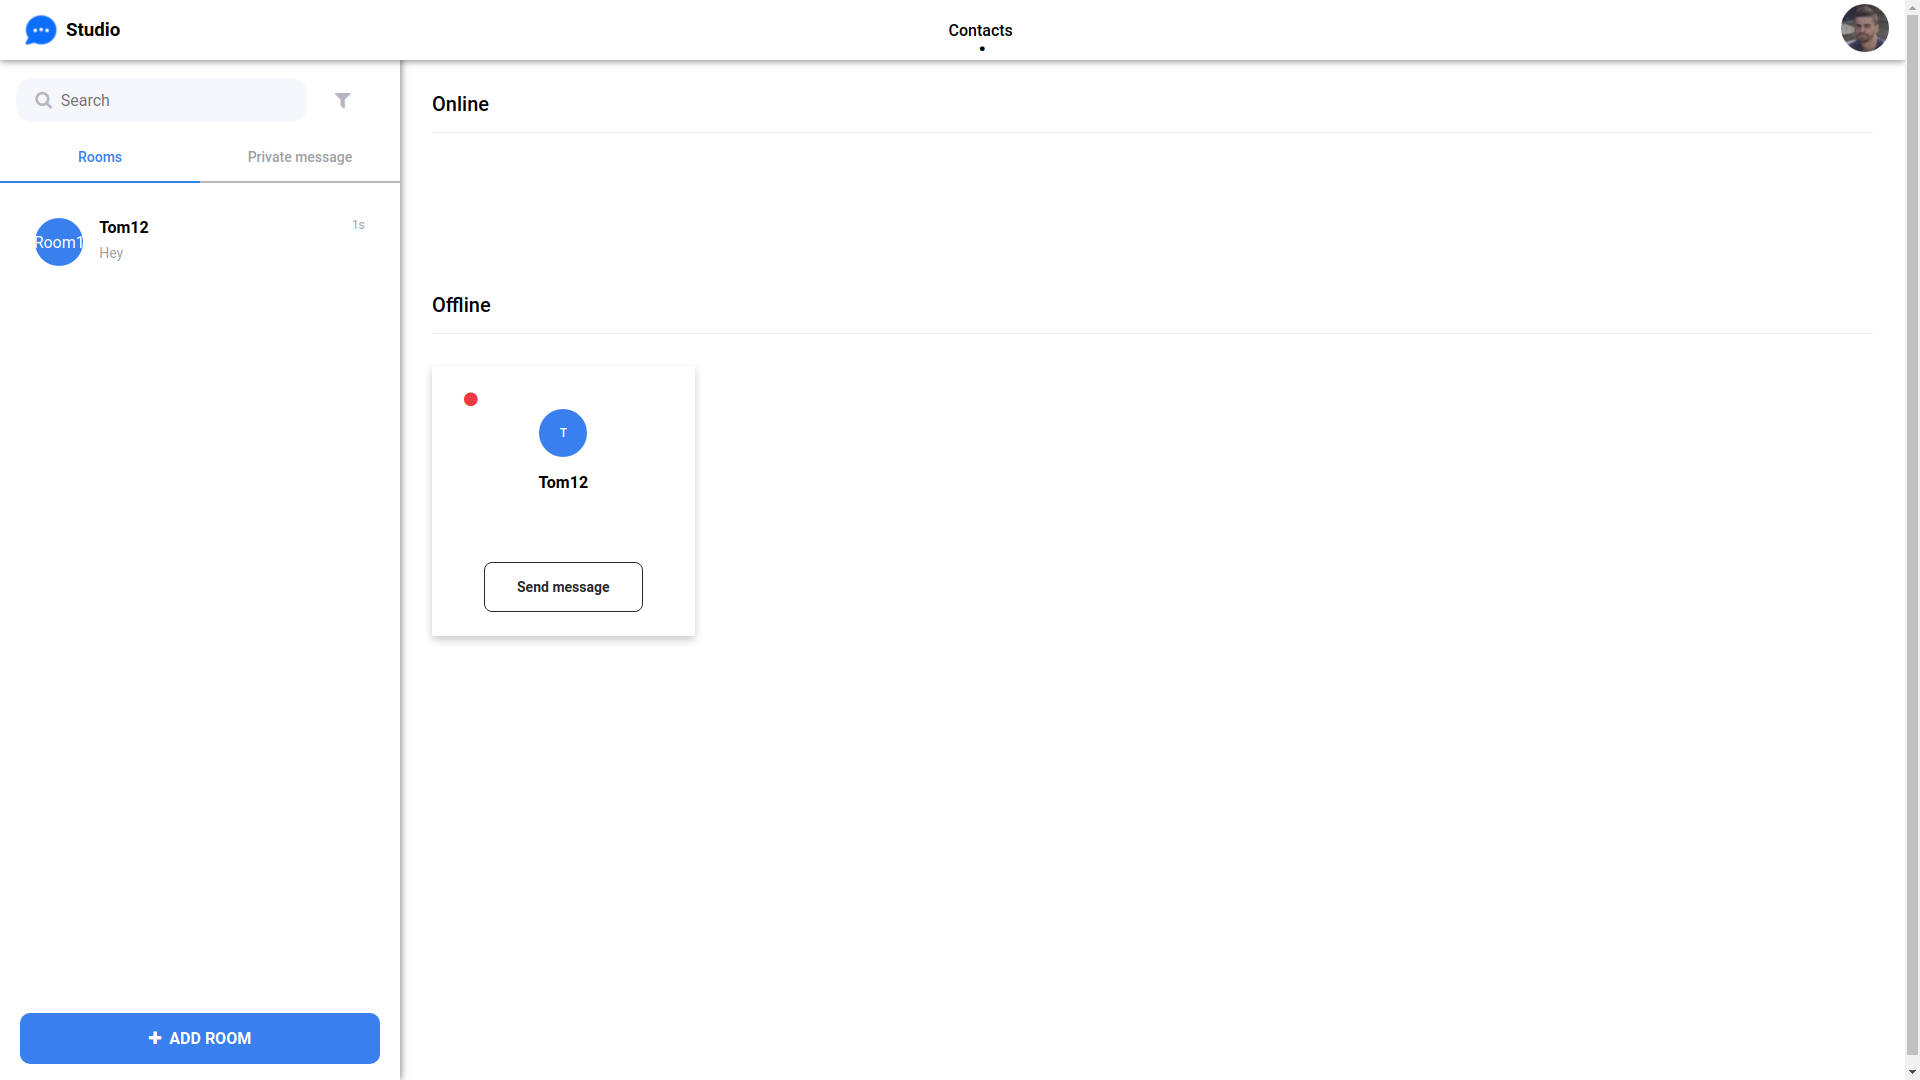 Studio
Contacts
Search
Rooms
Private message
Room1
Tom12
1s
Hey
ADD ROOM
Online
Offline
T
Tom12
Send message